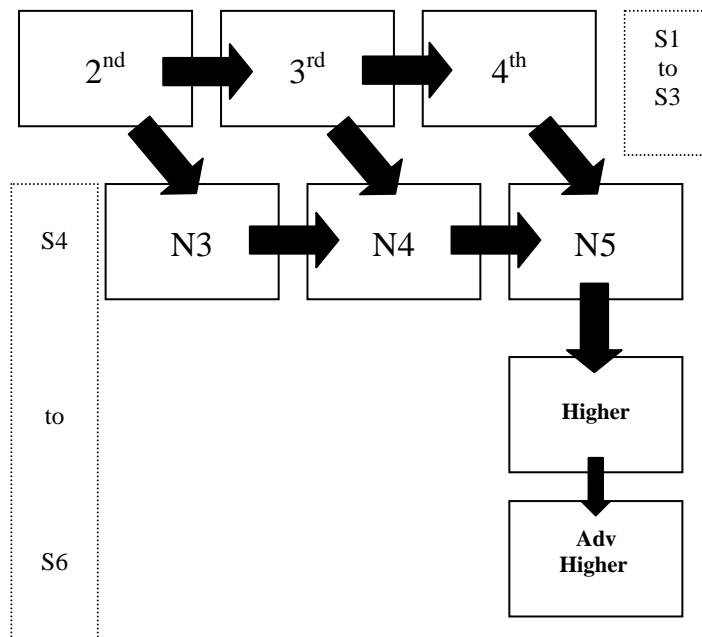 2nd 3rd 4th
S1
to
S3
S4 N3 N4 N5
to Higher
S6 Adv
Higher